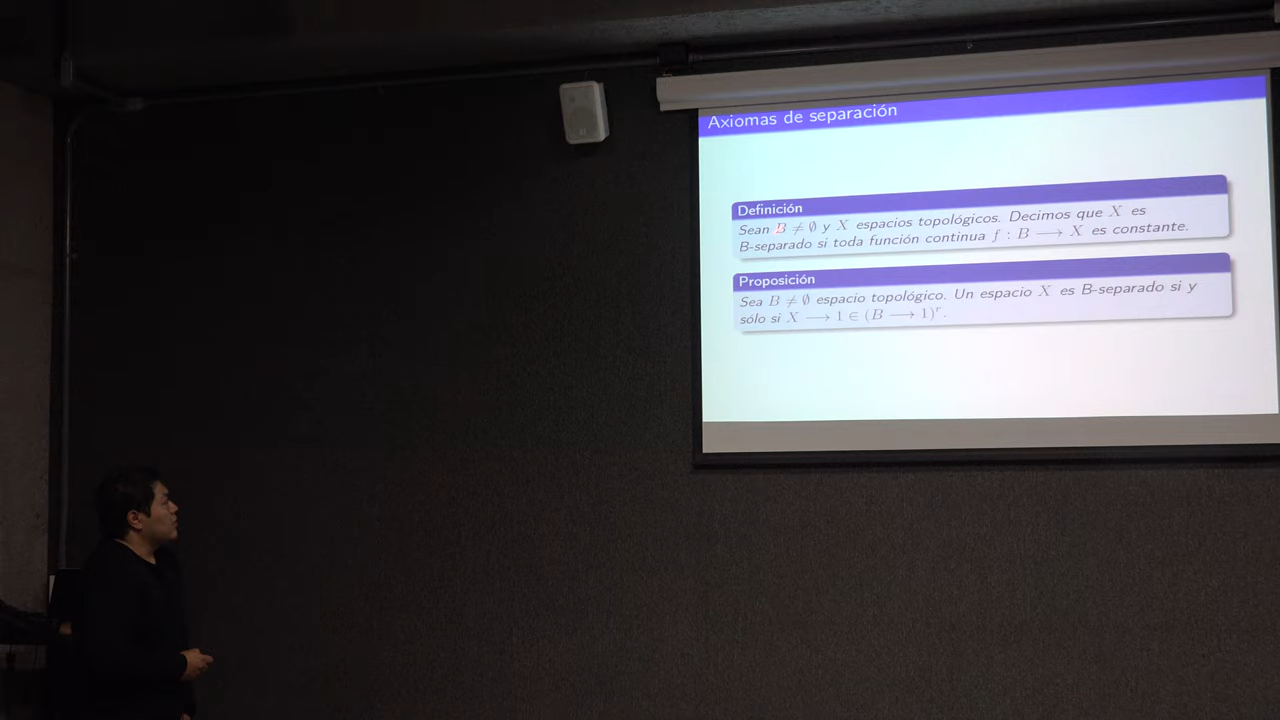 Axiomas de separación
Definición
Sean B ≠ ∅ y X espacios topológicos. Decimos que X es
B-separado si toda función continua f : B ⟶ X es constante.
Proposición
Sea B ≠ ∅ espacio topológico. Un espacio X es B-separado si y
sólo si X ⟶ 1 ∈ (B ⟶ 1)ʳ.